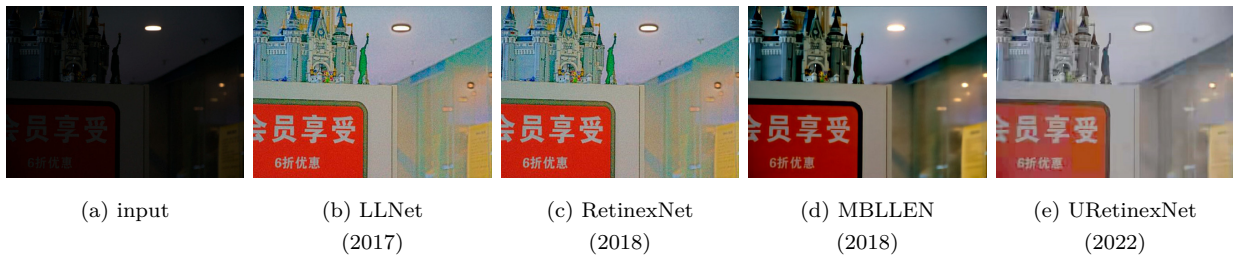 会员享受
6折优惠
会员享受
6折优惠
会员享受
6折优惠
会员享受
6折优惠
会员享受
6折优惠
(a) input
(b) LLNet
(2017)
(c) RetinexNet
(2018)
(d) MBLLEN
(2018)
(e) URetinexNet
(2022)